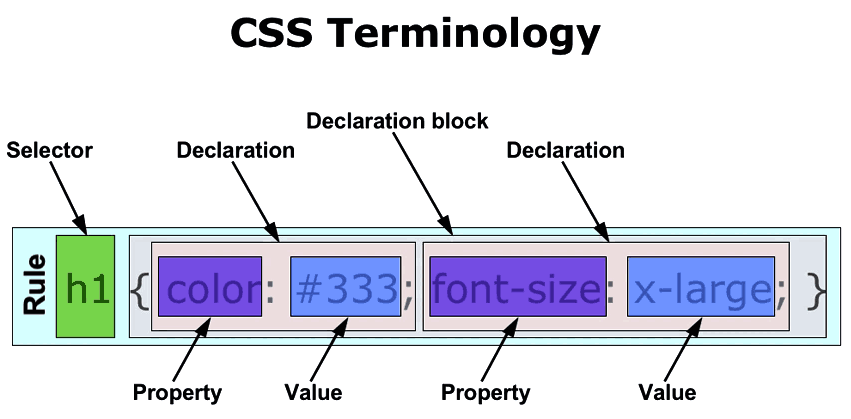 CSS Terminology
Declaration block
Selector
Declaration
Declaration
Rule
h1 { color: #333; font-size: x-large; }
Property
Value
Property
Value